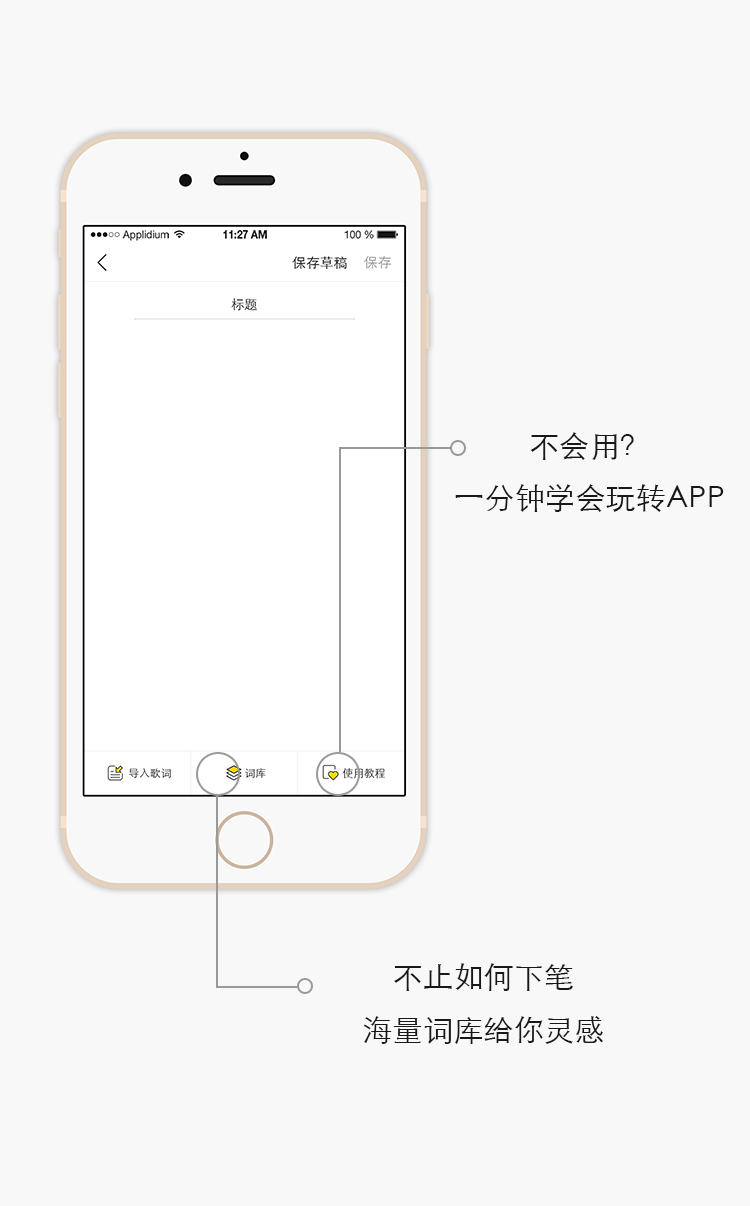 Applidium 11:27 AM 100 %
保存草稿 保存
标题
不会用?
一分钟学会玩转APP
导入歌词 词库 使用教程
不止如何下笔
海量词库给你灵感